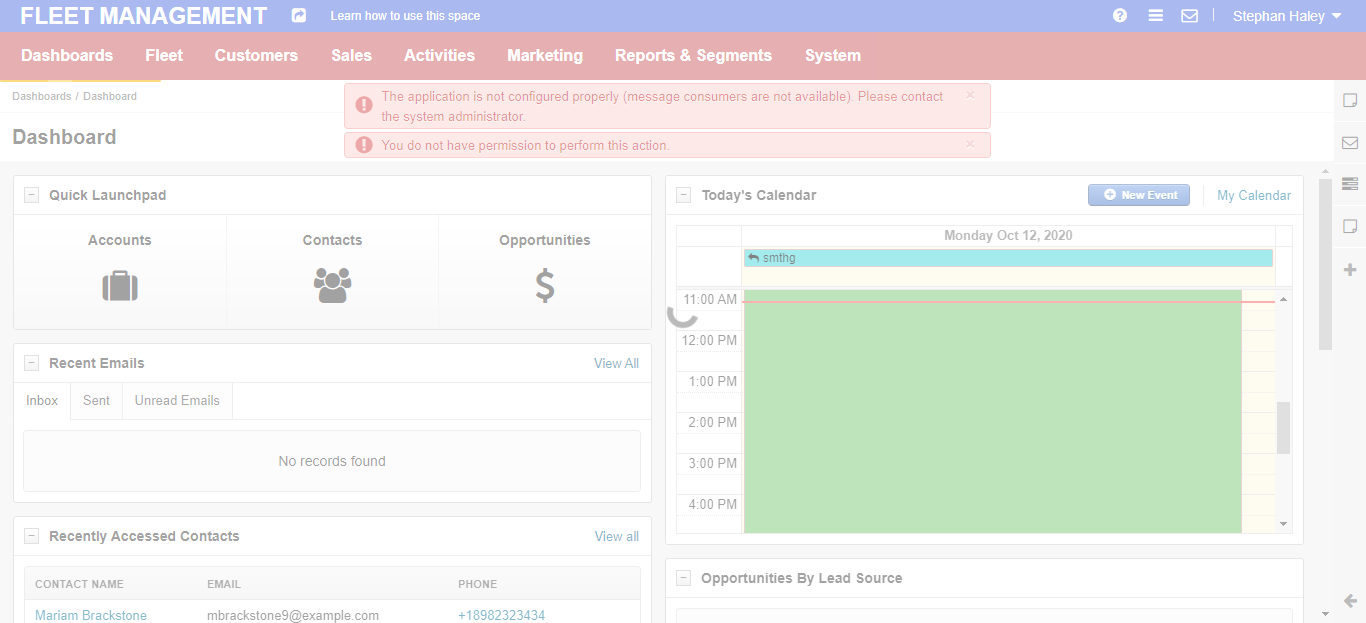 FLEET MANAGEMENT
Learn how to use this space
Stephan Haley
Dashboards
Fleet
Customers
Sales
Activities
Marketing
Reports & Segments
System
Dashboards / Dashboard
The application is not configured properly (message consumers are not available). Please contact
the system administrator.
You do not have permission to perform this action.
Dashboard
Quick Launchpad
Accounts
Contacts
Opportunities
Recent Emails
View All
Inbox
Sent
Unread Emails
No records found
Recently Accessed Contacts
View all
CONTACT NAME
EMAIL
PHONE
Mariam Brackstone
mbrackstone9@example.com
+18982323434
Today's Calendar
New Event
My Calendar
Monday Oct 12, 2020
smthg
11:00 AM
12:00 PM
1:00 PM
2:00 PM
3:00 PM
4:00 PM
Opportunities By Lead Source